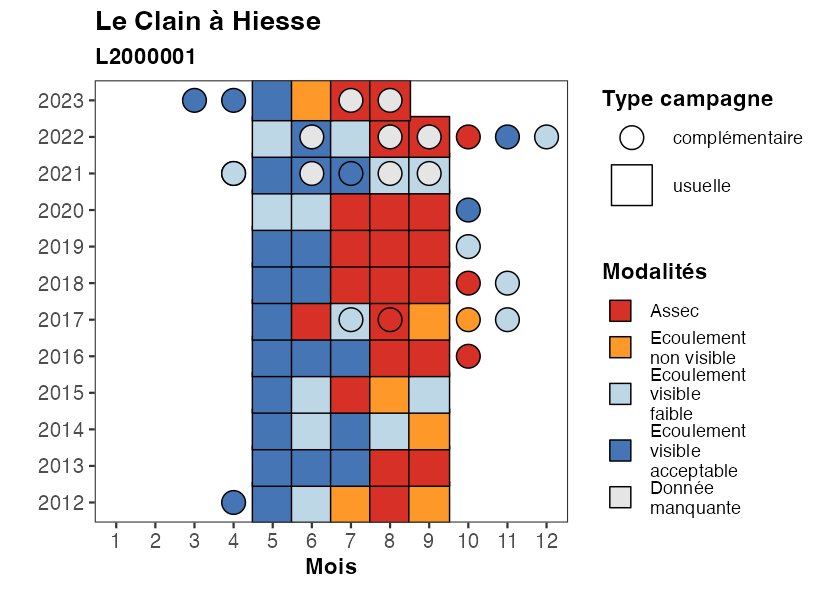 Le Clain à Hiesse
L2000001
2023
2022
2021
2020
2019
2018
2017
2016
2015
2014
2013
2012
1 2 3 4 5 6 7 8 9 10 11 12
Mois
Type campagne
complémentaire
usuelle
Modalités
Assec
Ecoulement
non visible
Ecoulement
visible
faible
Ecoulement
visible
acceptable
Donnée
manquante